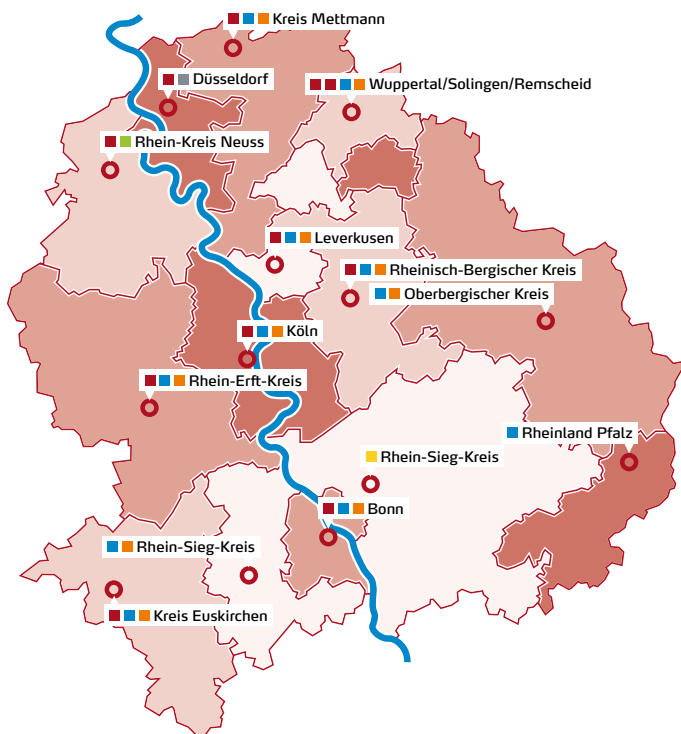 Kreis Mettmann
Düsseldorf
Wuppertal/Solingen/Remscheid
Rhein-Kreis Neuss
Leverkusen
Rheinisch-Bergischer Kreis
Oberbergischer Kreis
Köln
Rhein-Erft-Kreis
Rheinland Pfalz
Rhein-Sieg-Kreis
Bonn
Rhein-Sieg-Kreis
Kreis Euskirchen